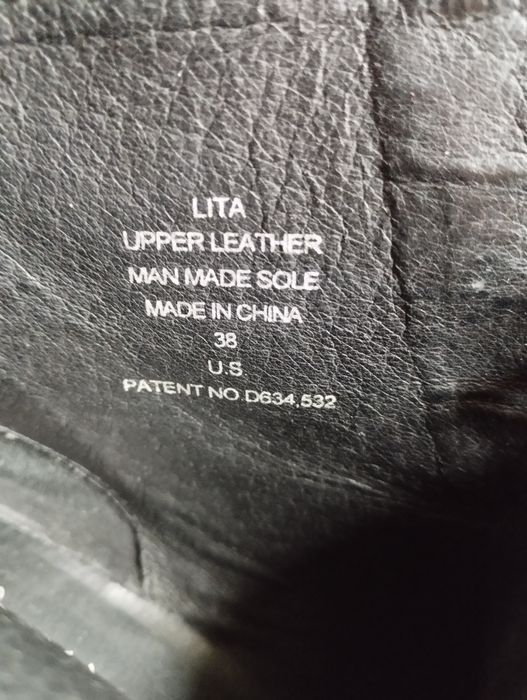 LITA
UPPER LEATHER
MAN MADE SOLE
MADE IN CHINA
38
U.S
PATENT NO.D634,532